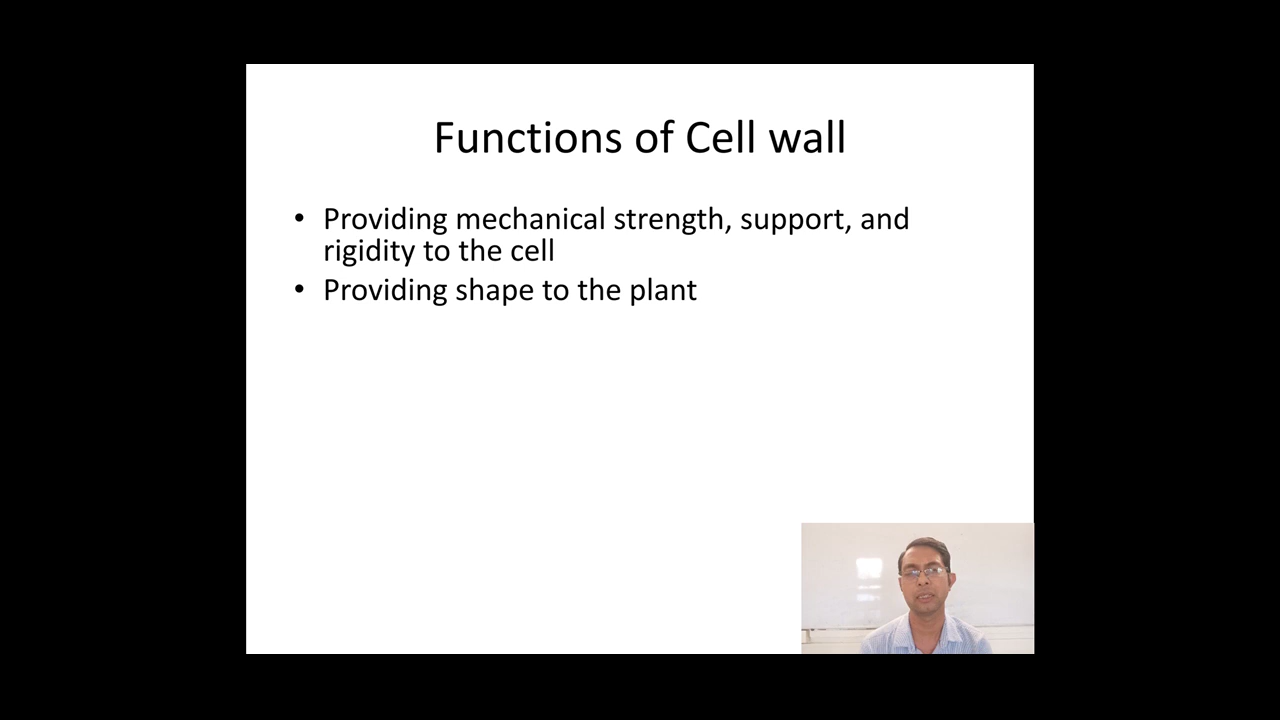 Functions of Cell wall
• Providing mechanical strength, support, and
rigidity to the cell
• Providing shape to the plant